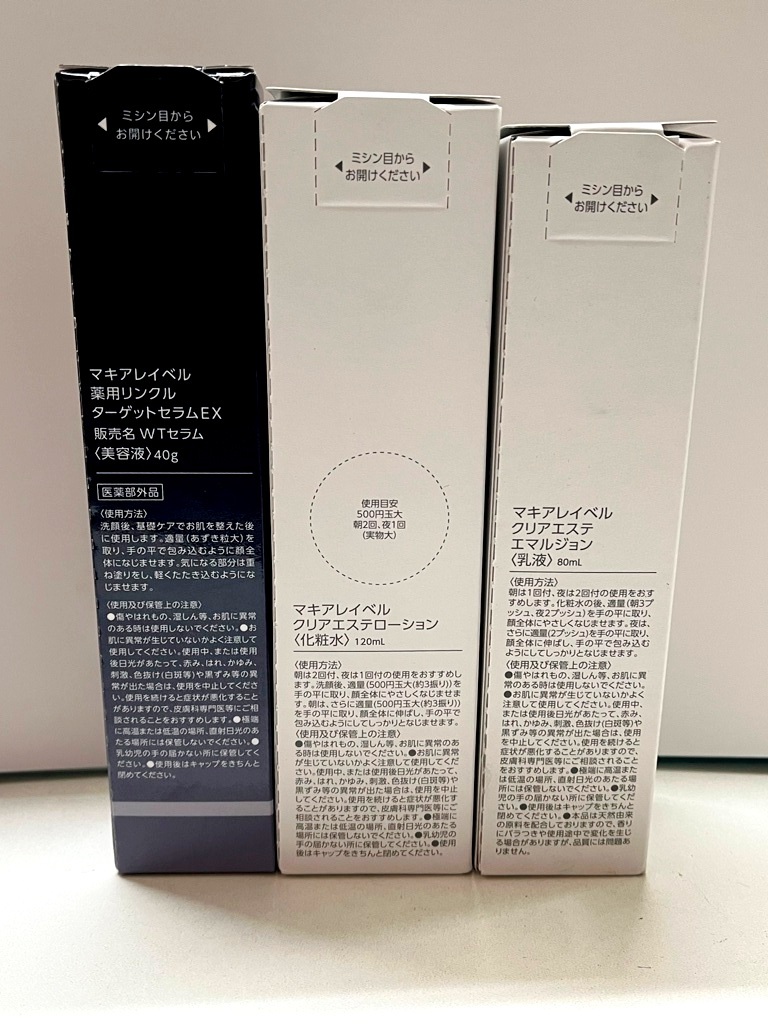 ミシン目から
お開けください
マキアレイベル
薬用リンクル
ターゲットセラムEX
販売名 WTセラム
〈美容液〉40g
医薬部外品
〈使用方法〉
洗顔後、基礎ケアでお肌を整えた後
に使用します。適量(あずき粒大)を
取り、手の平で包み込むように顔全
体になじませます。気になる部分は重
ね塗りをし、軽くたたき込むようにな
じませます。
〈使用及び保管上の注意〉
●傷やはれもの、湿しん等、お肌に異常
のある時は使用しないでください。●お
肌に異常が生じていないかよく注意して
使用してください。使用中、または使用
後日光があたって、赤み、はれ、かゆみ、
刺激、色抜け(白斑等)や黒ずみ等の異
常が出た場合は、使用を中止してくださ
い。使用を続けると症状が悪化すること
がありますので、皮膚科専門医等にご相
談されることをおすすめします。●極端
に高温または低温の場所、直射日光のあ
たる場所には保管しないでください。●
乳幼児の手の届かない所に保管してく
ださい。●使用後はキャップをきちんと
閉めてください。
ミシン目から
お開けください
使用目安
500円玉大
朝2回、夜1回
(実物大)
マキアレイベル
クリアエステローション
〈化粧水〉120mL
〈使用方法〉
朝は2回付、夜は1回付の使用をおすすめし
ます。洗顔後、適量(500円玉大(約3振り))を
手の平に取り、顔全体にやさしくなじませま
す。朝は、さらに適量(500円玉大(約3振り))
を手の平に取り、顔全体に伸ばし、手の平で
包み込むようにしてしっかりとなじませます。
〈使用及び保管上の注意〉
●傷やはれもの、湿しん等、お肌に異常のあ
る時は使用しないでください。●お肌に異常
が生じていないかよく注意して使用してくだ
さい。使用中、または使用後日光があたって、
赤み、はれ、かゆみ、刺激、色抜け(白斑等)や
黒ずみ等の異常が出た場合は、使用を中止
してください。使用を続けると症状が悪化す
ることがありますので、皮膚科専門医等にご
相談されることをおすすめします。●極端に
高温または低温の場所、直射日光のあたる
場所には保管しないでください。●乳幼児の
手の届かない所に保管してください。●使用
後はキャップをきちんと閉めてください。
ミシン目から
お開けください
マキアレイベル
クリアエステ
エマルジョン
〈乳液〉80mL
〈使用方法〉
朝は1回付、夜は2回付の使用をおす
すめします。化粧水の後、適量(朝3プ
ッシュ、夜2プッシュ)を手の平に取り、
顔全体にやさしくなじませます。夜は、
さらに適量(2プッシュ)を手の平に取り、
顔全体に伸ばし、手の平で包み込む
ようにしてしっかりとなじませます。
〈使用及び保管上の注意〉
●傷やはれもの、湿しん等、お肌に異
常のある時は使用しないでください。
●お肌に異常が生じていないかよく
注意して使用してください。使用中、
または使用後日光があたって、赤み、
はれ、かゆみ、刺激、色抜け(白斑等)や
黒ずみ等の異常が出た場合は、使用
を中止してください。使用を続けると
症状が悪化することがありますので、
皮膚科専門医等にご相談されること
をおすすめします。●極端に高温また
は低温の場所、直射日光のあたる場
所には保管しないでください。●乳幼
児の手の届かない所に保管してくだ
さい。●使用後はキャップをきちんと
閉めてください。●本品は天然由来
の原料を配合しておりますので、香り
にバラつきや使用途中で変化を生じ
る場合がありますが、品質には問題あ
りません。